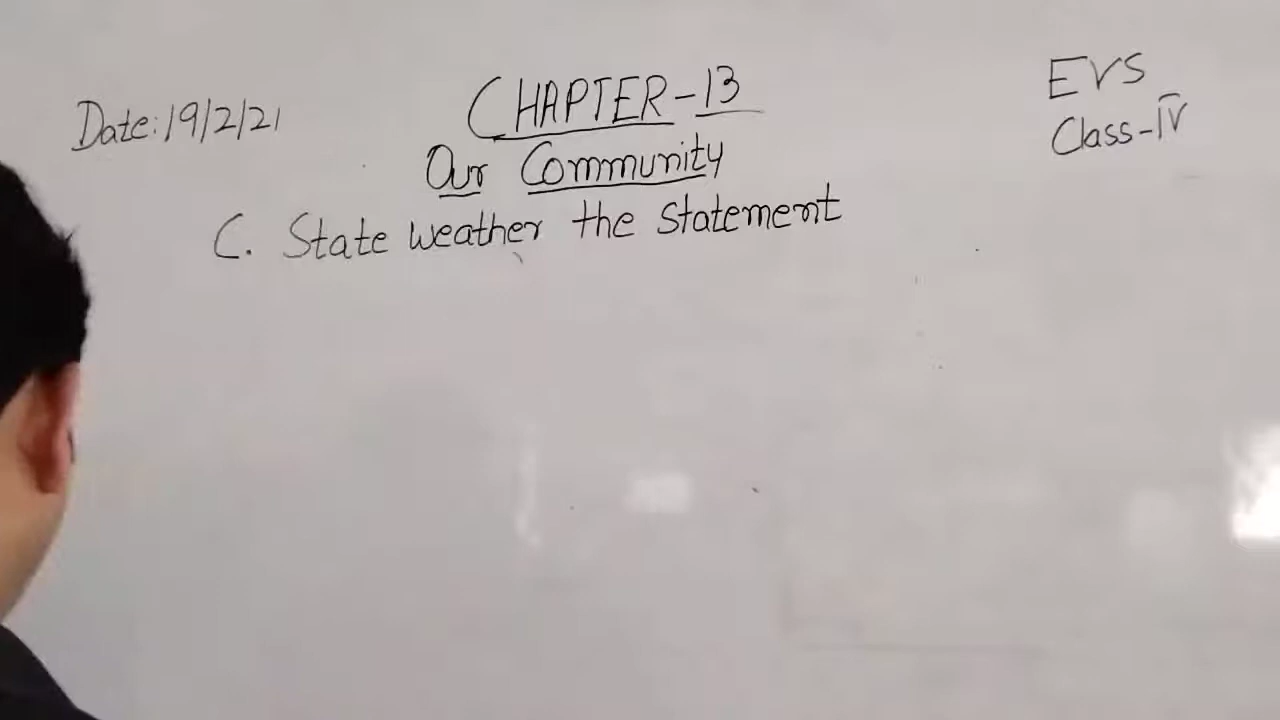 Date: 19/2/21
CHAPTER-13
EVS
Class-IV
Our Community
C. State weather the statement